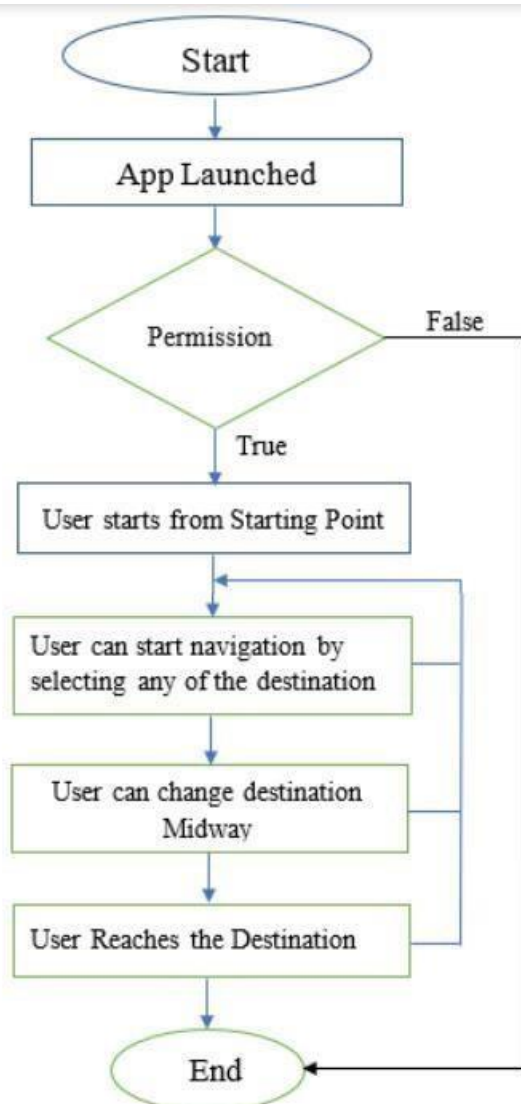 Start
App Launched
Permission
False
True
User starts from Starting Point
User can start navigation by
selecting any of the destination
User can change destination
Midway
User Reaches the Destination
End